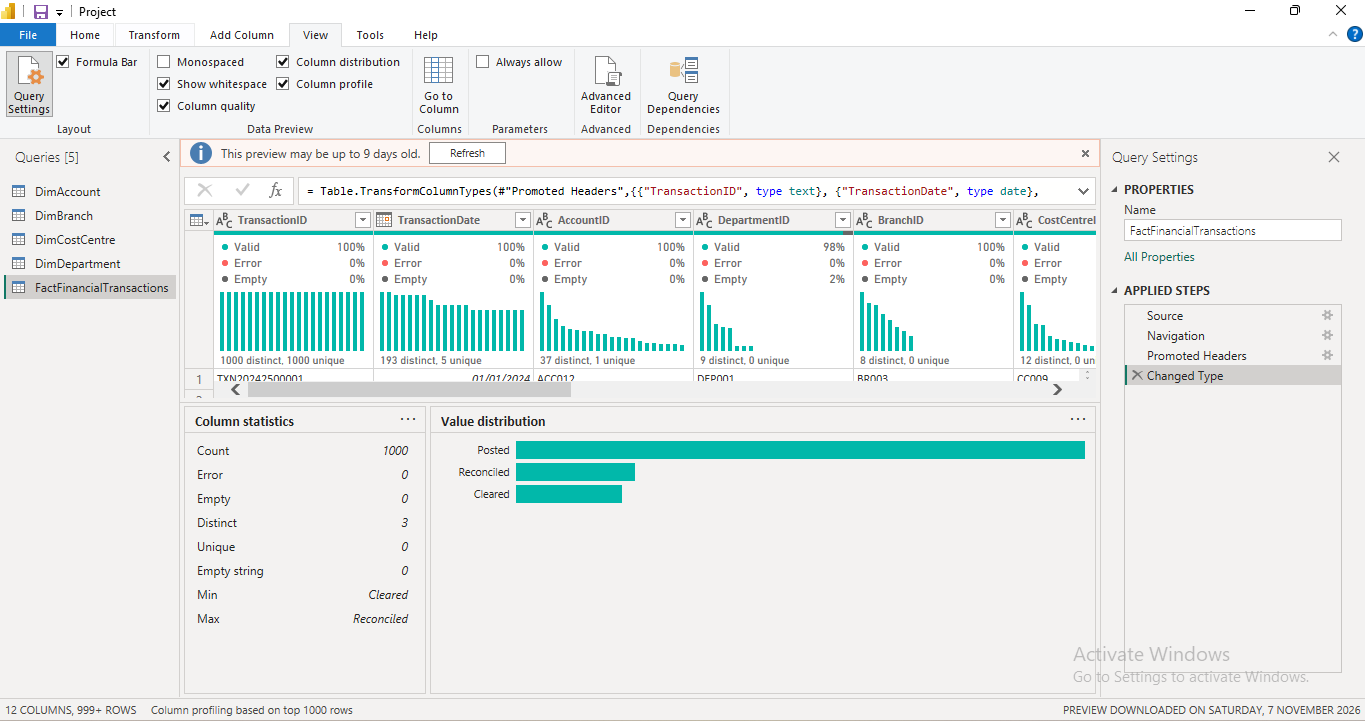 Project
File Home Transform Add Column View Tools Help
Query Settings
Formula Bar
Layout
Monospaced
Show whitespace
Column quality
Column distribution
Column profile
Data Preview
Go to Column
Columns
Always allow
Parameters
Advanced Editor
Advanced
Query Dependencies
Dependencies
Queries [5]
DimAccount
DimBranch
DimCostCentre
DimDepartment
FactFinancialTransactions
This preview may be up to 9 days old. Refresh
fx = Table.TransformColumnTypes(#"Promoted Headers",{{"TransactionID", type text}, {"TransactionDate", type date},
ABC TransactionID TransactionDate ABC AccountID ABC DepartmentID ABC BranchID ABC CostCentreI
Valid 100% Valid 100% Valid 100% Valid 98% Valid 100% Valid
Error 0% Error 0% Error 0% Error 0% Error 0% Error
Empty 0% Empty 0% Empty 0% Empty 2% Empty 0% Empty
1000 distinct, 1000 unique 193 distinct, 5 unique 37 distinct, 1 unique 9 distinct, 0 unique 8 distinct, 0 unique 12 distinct, 0 un
1 TXN20242500001 01/01/2024 ACC012 DEP001 BR003 CC009
Column statistics
Count 1000
Error 0
Empty 0
Distinct 3
Unique 0
Empty string 0
Min Cleared
Max Reconciled
Value distribution
Posted
Reconciled
Cleared
Query Settings
PROPERTIES
Name
FactFinancialTransactions
All Properties
APPLIED STEPS
Source
Navigation
Promoted Headers
Changed Type
Activate Windows
Go to Settings to activate Windows.
12 COLUMNS, 999+ ROWS Column profiling based on top 1000 rows
PREVIEW DOWNLOADED ON SATURDAY, 7 NOVEMBER 2026